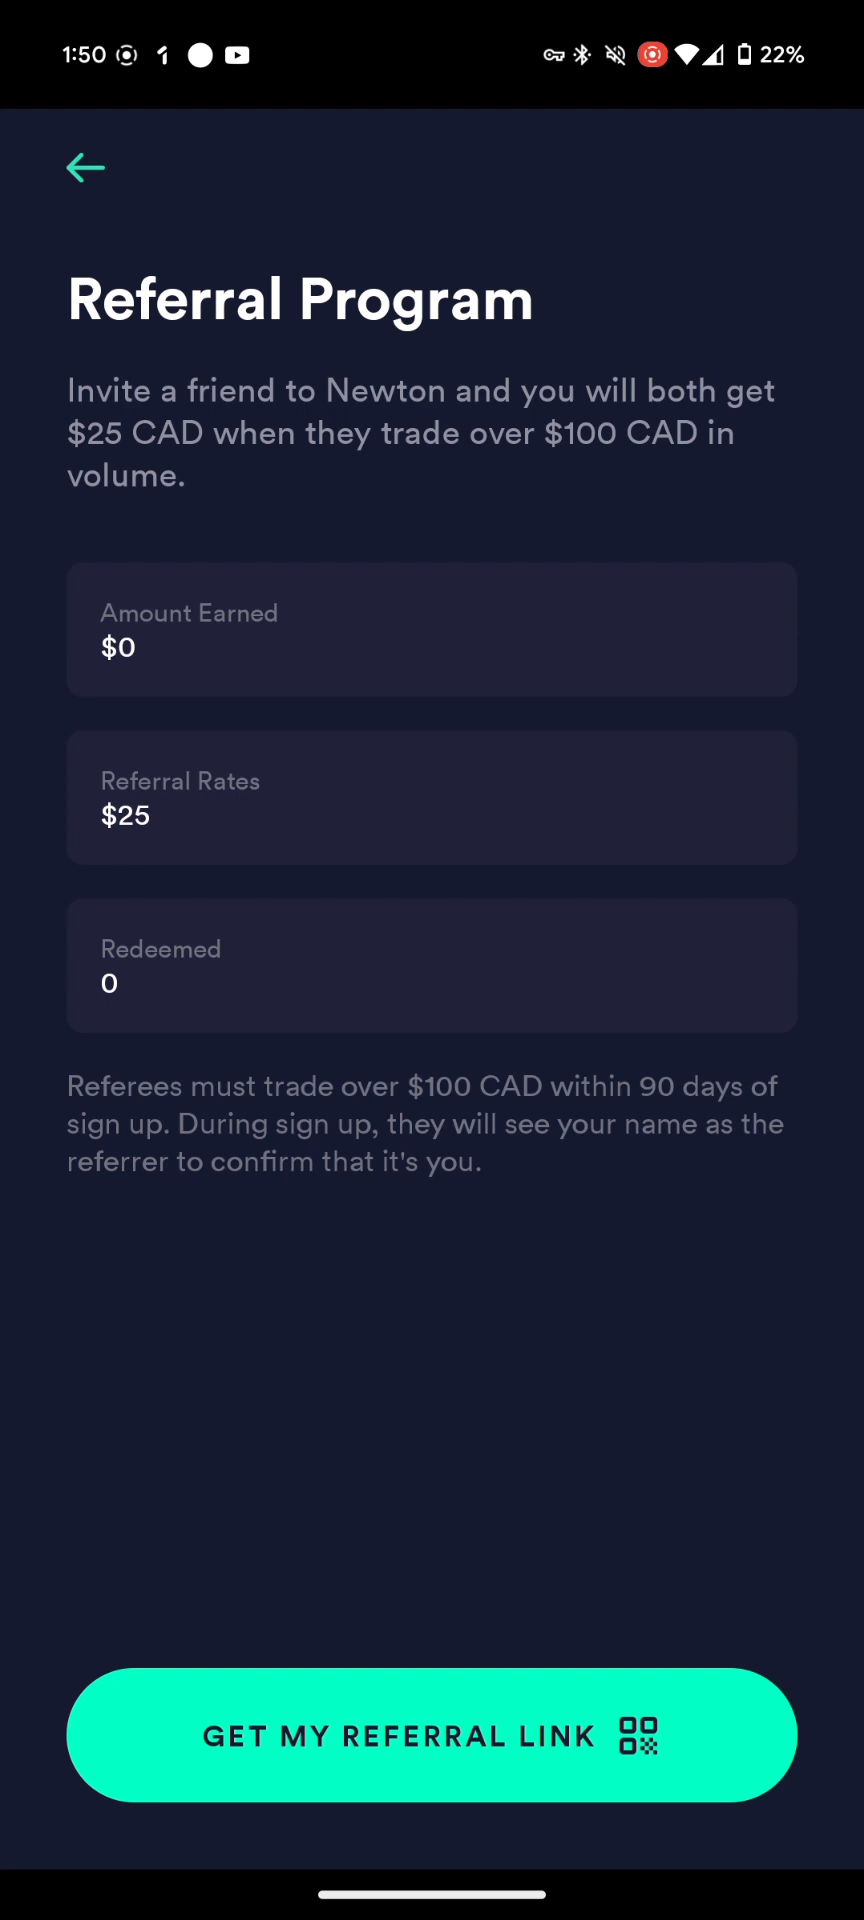 1:50
22%
Referral Program
Invite a friend to Newton and you will both get
$25 CAD when they trade over $100 CAD in
volume.
Amount Earned
$0
Referral Rates
$25
Redeemed
0
Referees must trade over $100 CAD within 90 days of
sign up. During sign up, they will see your name as the
referrer to confirm that it's you.
GET MY REFERRAL LINK